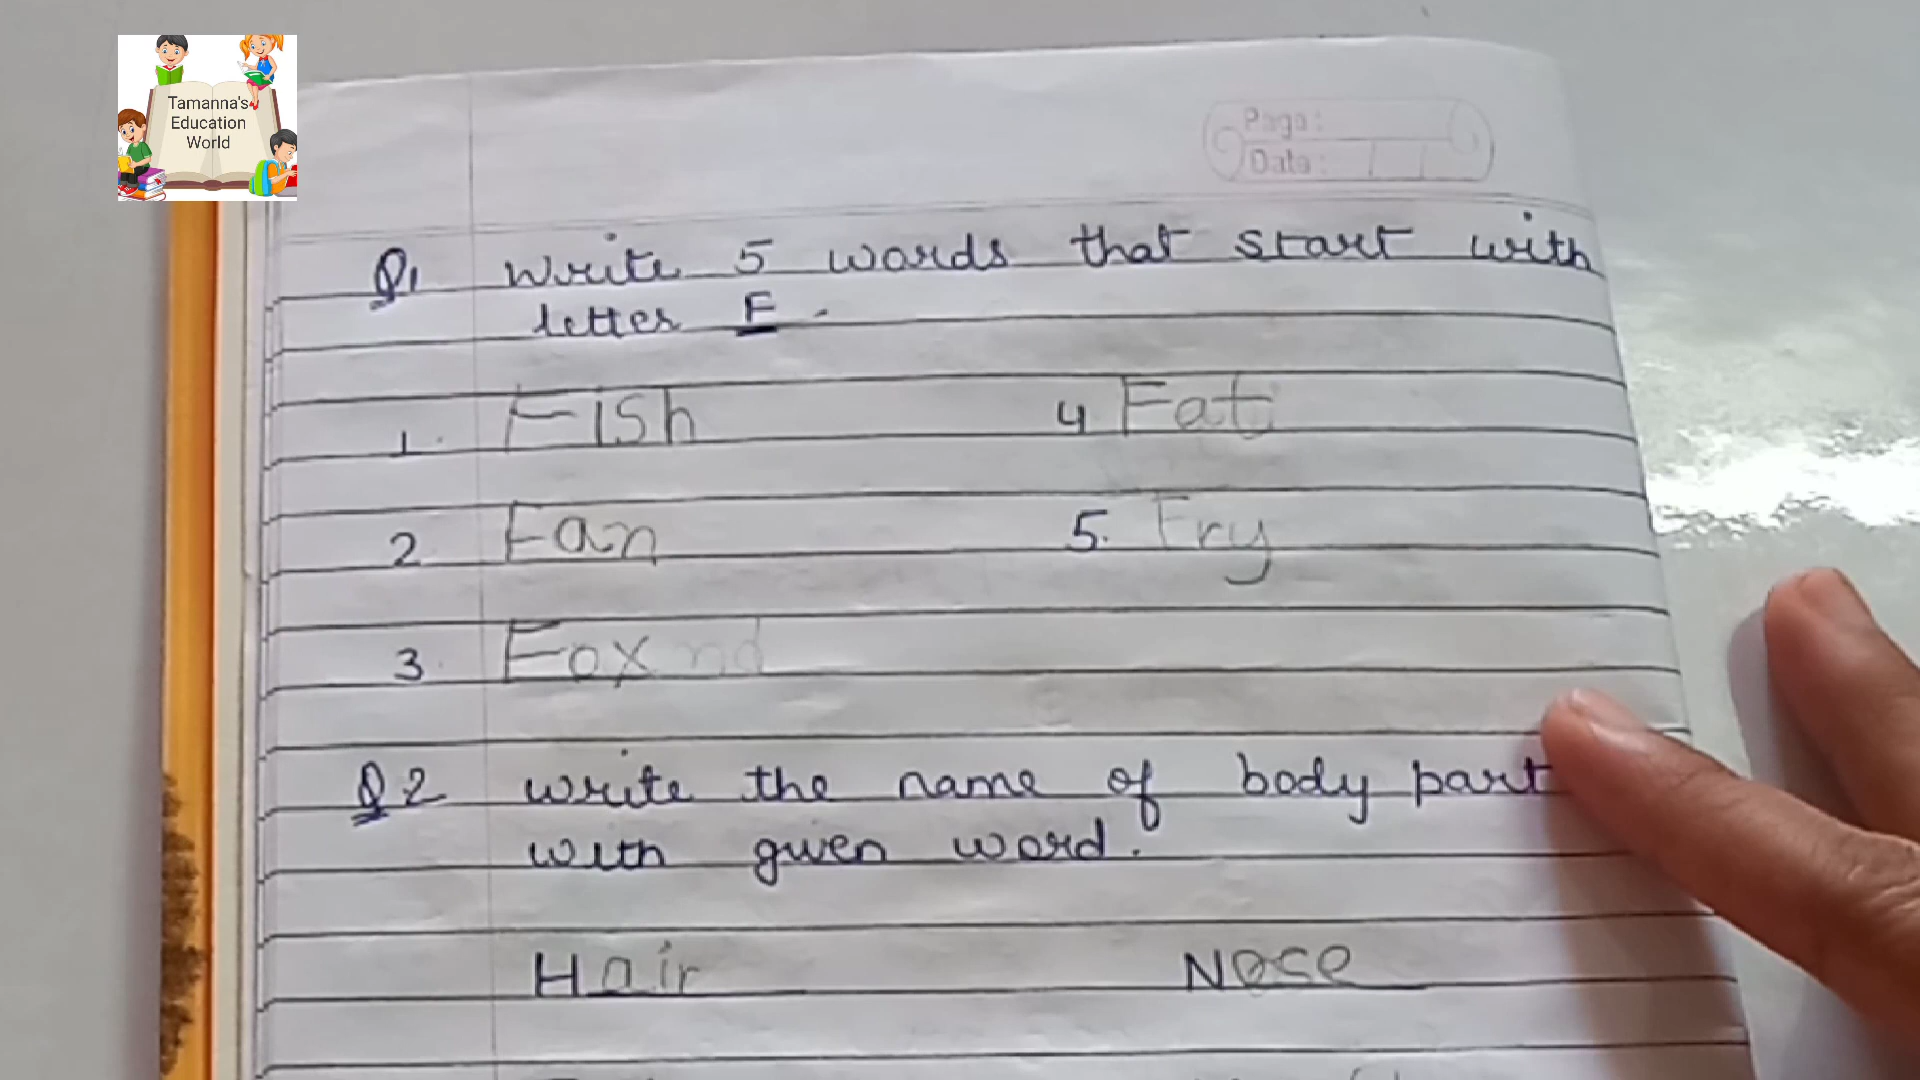 Tamanna's
Education
World
Page:
Date:
Q1 Write 5 words that start with
letter F.
1. Fish 4 Fat
2 Fan 5. Fry
3. Fox
Q2 write the name of body part
with given word.
Hair Nose